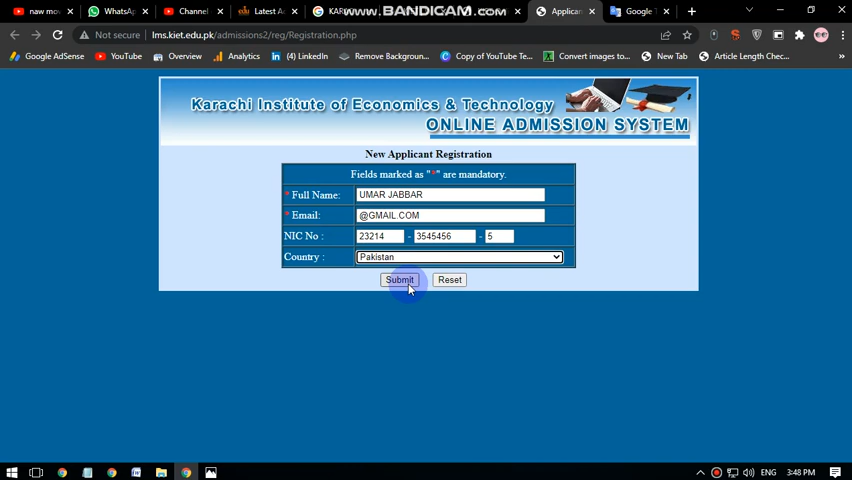 naw mov
WhatsA
Channel
Latest A
G KAR
WWW.BANDICAM.COM
Applican
Google T
Not secure lms.kiet.edu.pk/admissions2/reg/Registration.php
Google AdSense YouTube Overview Analytics (4) LinkedIn Remove Backgroun... Copy of YouTube Te... Convert images to... New Tab Article Length Chec...
Karachi Institute of Economics & Technology
ONLINE ADMISSION SYSTEM
New Applicant Registration
Fields marked as "*" are mandatory.
* Full Name: UMAR JABBAR
* Email: @GMAIL.COM
NIC No : 23214 - 3545456 - 5
Country : Pakistan
Submit Reset
ENG 3:48 PM